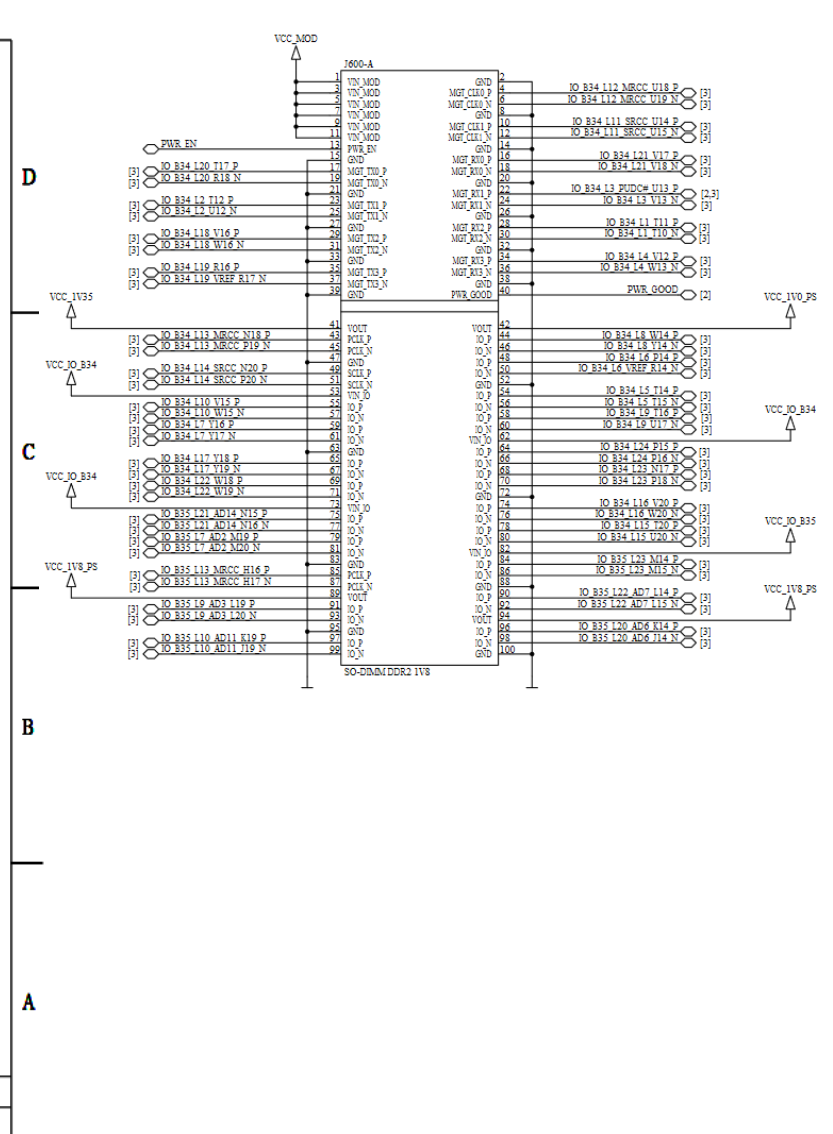 VCC_MOD
J600-A
1 VIN_MOD GND 2
3 VIN_MOD MGT_CLK0_P 4 IO_B34_L12_MRCC_U18_P [3]
5 VIN_MOD MGT_CLK0_N 6 IO_B34_L12_MRCC_U19_N [3]
7 VIN_MOD GND 8
9 VIN_MOD MGT_CLK1_P 10 IO_B34_L11_SRCC_U14_P [3]
11 VIN_MOD MGT_CLK1_N 12 IO_B34_L11_SRCC_U15_N [3]
PWR_EN 13 PWR_EN GND 14
15 GND MGT_RX0_P 16 IO_B34_L21_V17_P [3]
[3] IO_B34_L20_T17_P 17 MGT_TX0_P MGT_RX0_N 18 IO_B34_L21_V18_N [3]
[3] IO_B34_L20_R18_N 19 MGT_TX0_N GND 20
D
21 GND MGT_RX1_P 22 IO_B34_L3_PUDC#_U13_P [2,3]
[3] IO_B34_L2_T12_P 23 MGT_TX1_P MGT_RX1_N 24 IO_B34_L3_V13_N [3]
[3] IO_B34_L2_U12_N 25 MGT_TX1_N GND 26
27 GND MGT_RX2_P 28 IO_B34_L1_T11_P [3]
[3] IO_B34_L18_V16_P 29 MGT_TX2_P MGT_RX2_N 30 IO_B34_L1_T10_N [3]
[3] IO_B34_L18_W16_N 31 MGT_TX2_N GND 32
33 GND MGT_RX3_P 34 IO_B34_L4_V12_P [3]
[3] IO_B34_L19_R16_P 35 MGT_TX3_P MGT_RX3_N 36 IO_B34_L4_W13_N [3]
[3] IO_B34_L19_VREF_R17_N 37 MGT_TX3_N GND 38
39 GND PWR_GOOD 40 PWR_GOOD [2]
VCC_1V35 VCC_1V0_PS
41 VOUT VOUT 42
[3] IO_B34_L13_MRCC_N18_P 43 PCLK_P IO_P 44 IO_B34_L8_W14_P [3]
[3] IO_B34_L13_MRCC_P19_N 45 PCLK_N IO_N 46 IO_B34_L8_Y14_N [3]
47 GND IO_P 48 IO_B34_L6_P14_P [3]
VCC_IO_B34
[3] IO_B34_L14_SRCC_N20_P 49 SCLK_P IO_N 50 IO_B34_L6_VREF_R14_N [3]
[3] IO_B34_L14_SRCC_P20_N 51 SCLK_N GND 52
53 VIN_IO IO_P 54 IO_B34_L5_T14_P [3]
[3] IO_B34_L10_V15_P 55 IO_P IO_N 56 IO_B34_L5_T15_N [3]
[3] IO_B34_L10_W15_N 57 IO_N IO_P 58 IO_B34_L9_T16_P [3]
VCC_IO_B34
[3] IO_B34_L7_Y16_P 59 IO_P IO_N 60 IO_B34_L9_U17_N [3]
[3] IO_B34_L7_Y17_N 61 IO_N VIN_IO 62
C
63 GND IO_P 64 IO_B34_L24_P15_P [3]
[3] IO_B34_L17_Y18_P 65 IO_P IO_N 66 IO_B34_L24_P16_N [3]
[3] IO_B34_L17_Y19_N 67 IO_N IO_P 68 IO_B34_L23_N17_P [3]
VCC_IO_B34
[3] IO_B34_L22_W18_P 69 IO_P IO_N 70 IO_B34_L23_P18_N [3]
[3] IO_B34_L22_W19_N 71 IO_N GND 72
73 VIN_IO IO_P 74 IO_B34_L16_V20_P [3]
[3] IO_B35_L21_AD14_N15_P 75 IO_P IO_N 76 IO_B34_L16_W20_N [3]
[3] IO_B35_L21_AD14_N16_N 77 IO_N IO_P 78 IO_B34_L15_T20_P [3]
VCC_IO_B35
[3] IO_B35_L7_AD2_M19_P 79 IO_P IO_N 80 IO_B34_L15_U20_N [3]
[3] IO_B35_L7_AD2_M20_N 81 IO_N VIN_IO 82
83 GND IO_P 84 IO_B35_L23_M14_P [3]
VCC_1V8_PS
[3] IO_B35_L13_MRCC_H16_P 85 PCLK_P IO_N 86 IO_B35_L23_M15_N [3]
[3] IO_B35_L13_MRCC_H17_N 87 PCLK_N GND 88
VCC_1V8_PS
89 VOUT IO_P 90 IO_B35_L22_AD7_L14_P [3]
[3] IO_B35_L9_AD3_L19_P 91 IO_P IO_N 92 IO_B35_L22_AD7_L15_N [3]
[3] IO_B35_L9_AD3_L20_N 93 IO_N VOUT 94
95 GND IO_P 96 IO_B35_L20_AD6_K14_P [3]
[3] IO_B35_L10_AD11_K19_P 97 IO_P IO_N 98 IO_B35_L20_AD6_J14_N [3]
[3] IO_B35_L10_AD11_J19_N 99 IO_N GND 100
SO-DIMM DDR2 1V8
B
A